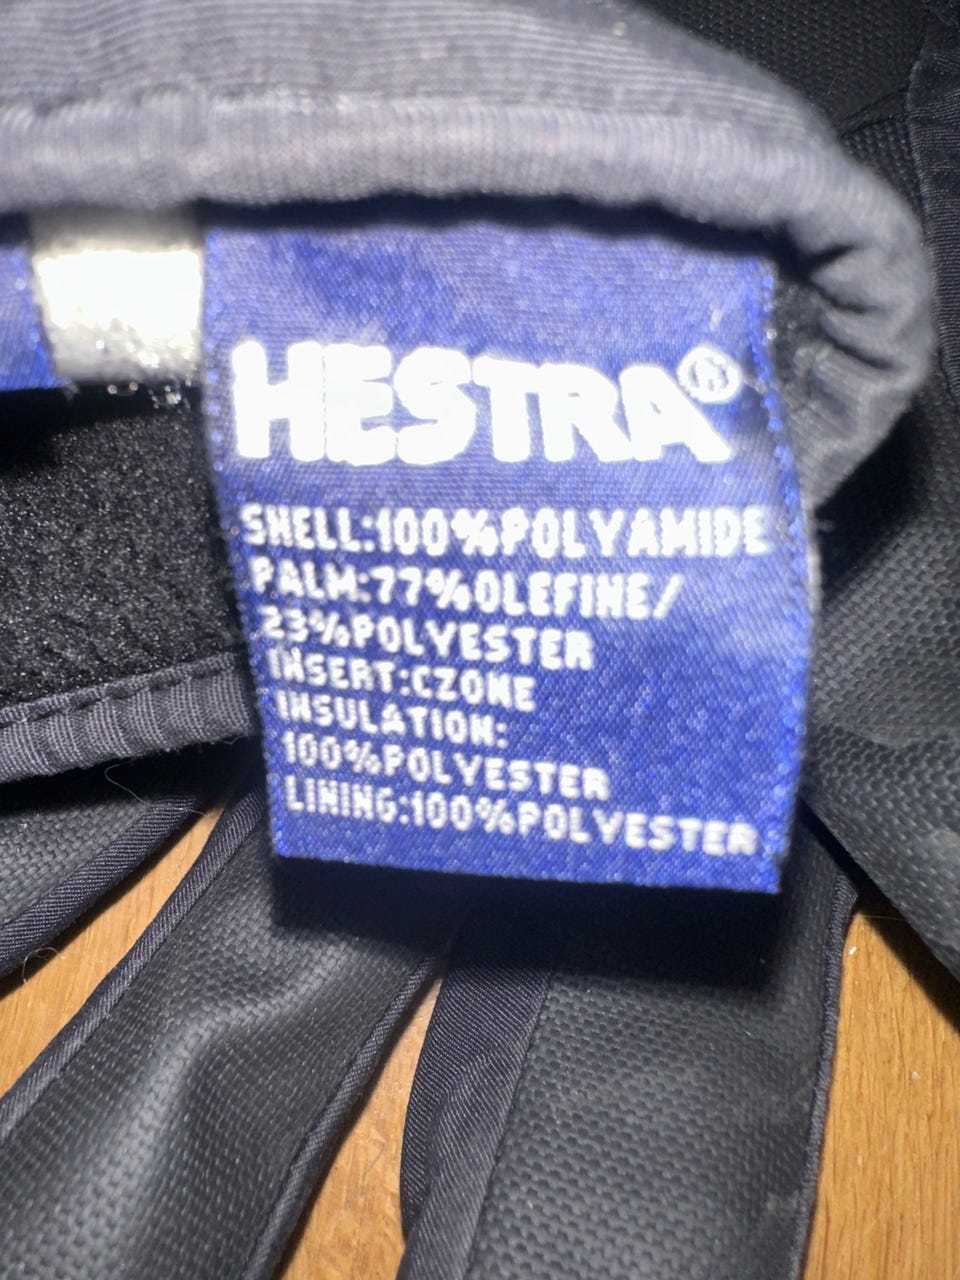 HESTRA®
SHELL:100%POLYAMIDE
PALM:77%OLEFINE/
23%POLYESTER
INSERT:CZONE
INSULATION:
100%POLYESTER
LINING:100%POLYESTER